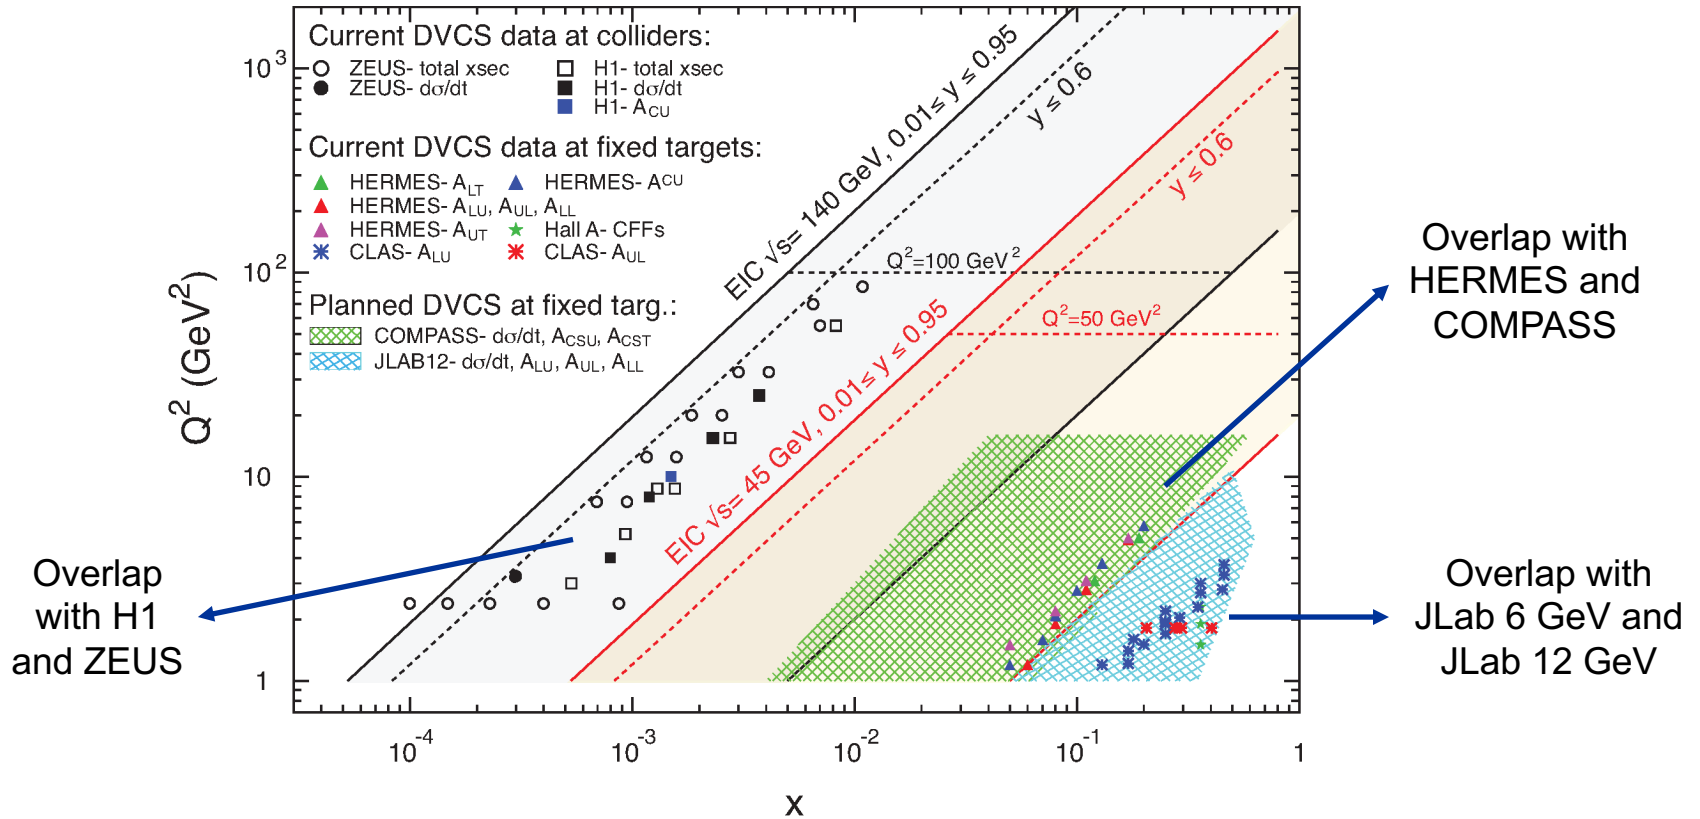 Current DVCS data at colliders:
ZEUS- total xsec
H1- total xsec
ZEUS- dσ/dt
H1- dσ/dt
H1- ACU
Current DVCS data at fixed targets:
HERMES- ALT
HERMES- ACU
HERMES- ALU, AUL, ALL
HERMES- AUT
Hall A- CFFs
CLAS- ALU
CLAS- AUL
Planned DVCS at fixed targ.:
COMPASS- dσ/dt, ACSU, ACST
JLAB12- dσ/dt, ALU, AUL, ALL
EIC √s= 140 GeV, 0.01≤ y ≤ 0.95
y ≤ 0.6
EIC √s= 45 GeV, 0.01≤ y ≤ 0.95
y ≤ 0.6
Q²=100 GeV²
Q²=50 GeV²
Q² (GeV²)
10³
10²
10
1
10⁻⁴
10⁻³
10⁻²
10⁻¹
1
x
Overlap
with H1
and ZEUS
Overlap with
HERMES and
COMPASS
Overlap with
JLab 6 GeV and
JLab 12 GeV